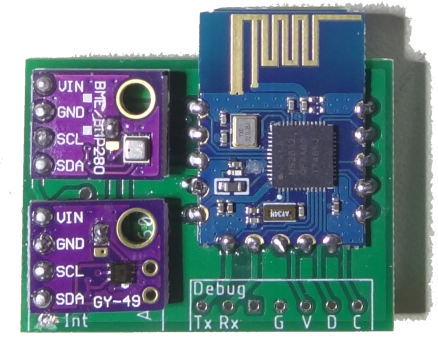 VIN
GND
SCL
SDA
BME/BMP280
VIN
GND
SCL
SDA
GY-49
Int
Debug
Tx Rx G V D C